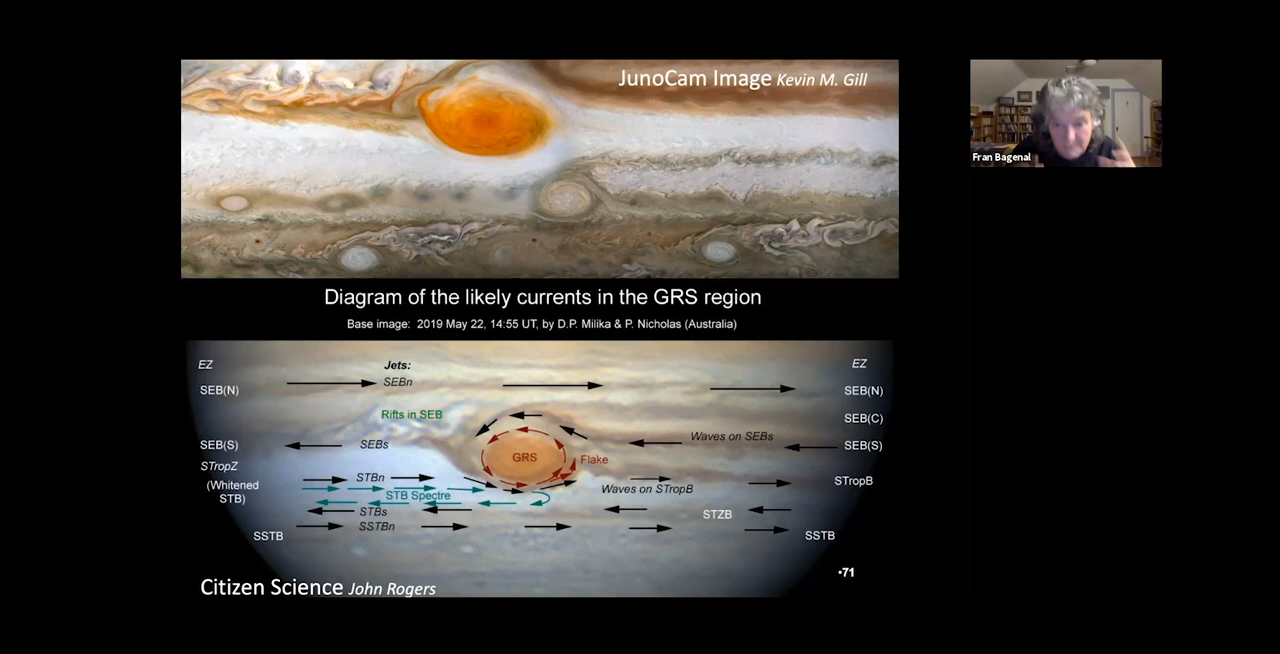 JunoCam Image Kevin M. Gill
Fran Bagenal
Diagram of the likely currents in the GRS region
Base image: 2019 May 22, 14:55 UT, by D.P. Milika & P. Nicholas (Australia)
EZ
Jets:
EZ
SEBn
SEB(N)
SEB(N)
Rifts in SEB
SEB(C)
Waves on SEBs
SEB(S)
SEBs
SEB(S)
GRS
Flake
STropZ
(Whitened
STB)
STBn
STropB
Waves on STropB
STB Spectre
STBs
STZB
SSTBn
SSTB
SSTB
•71
Citizen Science John Rogers